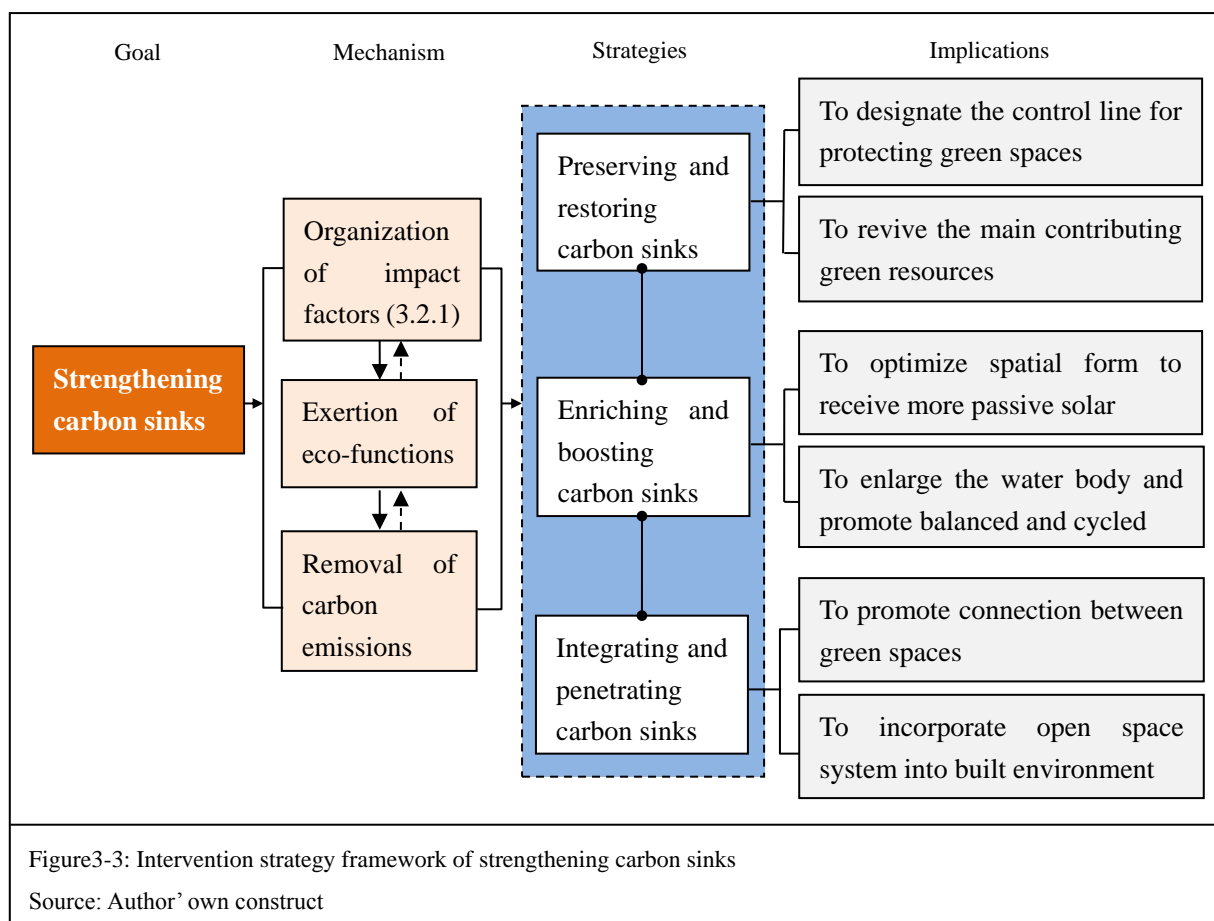 Goal
Mechanism
Strategies
Implications
Strengthening
carbon sinks
Organization
of impact
factors (3.2.1)
Exertion of
eco-functions
Removal of
carbon
emissions
Preserving and
restoring
carbon sinks
Enriching and
boosting
carbon sinks
Integrating and
penetrating
carbon sinks
To designate the control line for
protecting green spaces
To revive the main contributing
green resources
To optimize spatial form to
receive more passive solar
To enlarge the water body and
promote balanced and cycled
To promote connection between
green spaces
To incorporate open space
system into built environment
Figure3-3: Intervention strategy framework of strengthening carbon sinks
Source: Author’ own construct